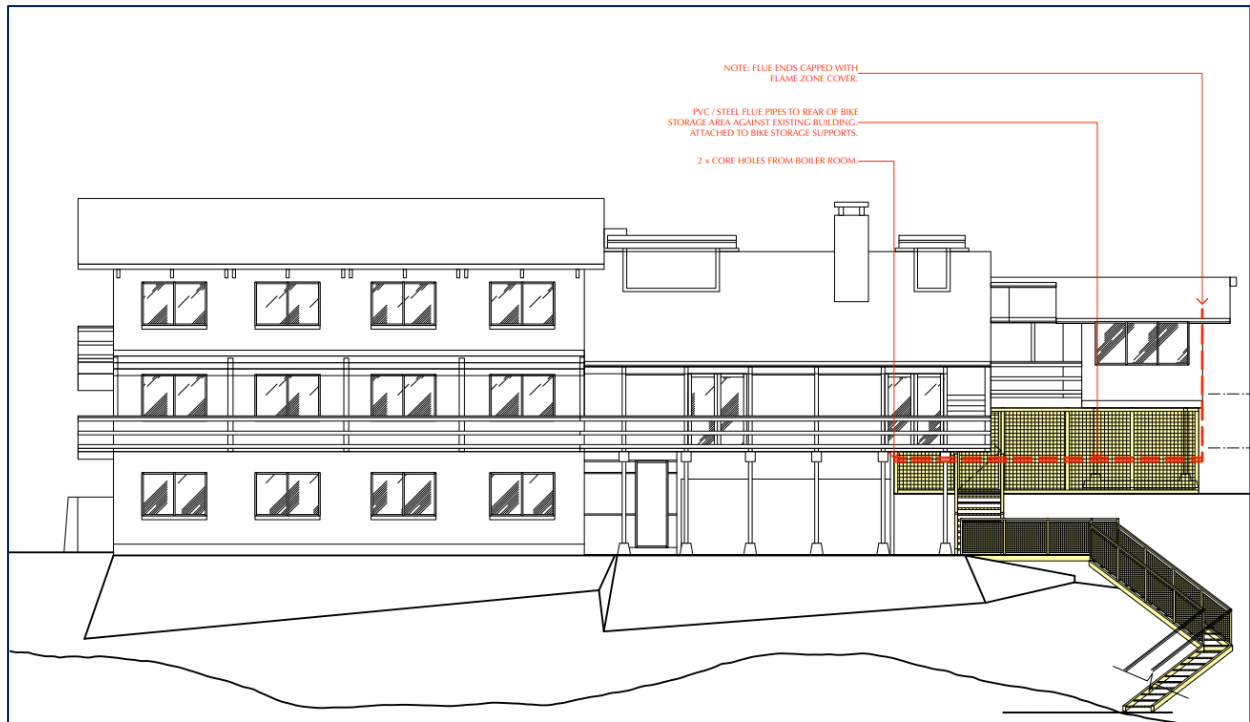 NOTE: FLUE ENDS CAPPED WITH
FLAME ZONE COVER.
PVC / STEEL FLUE PIPES TO REAR OF BIKE
STORAGE AREA AGAINST EXISTING BUILDING.
ATTACHED TO BIKE STORAGE SUPPORTS.
2 x CORE HOLES FROM BOILER ROOM.